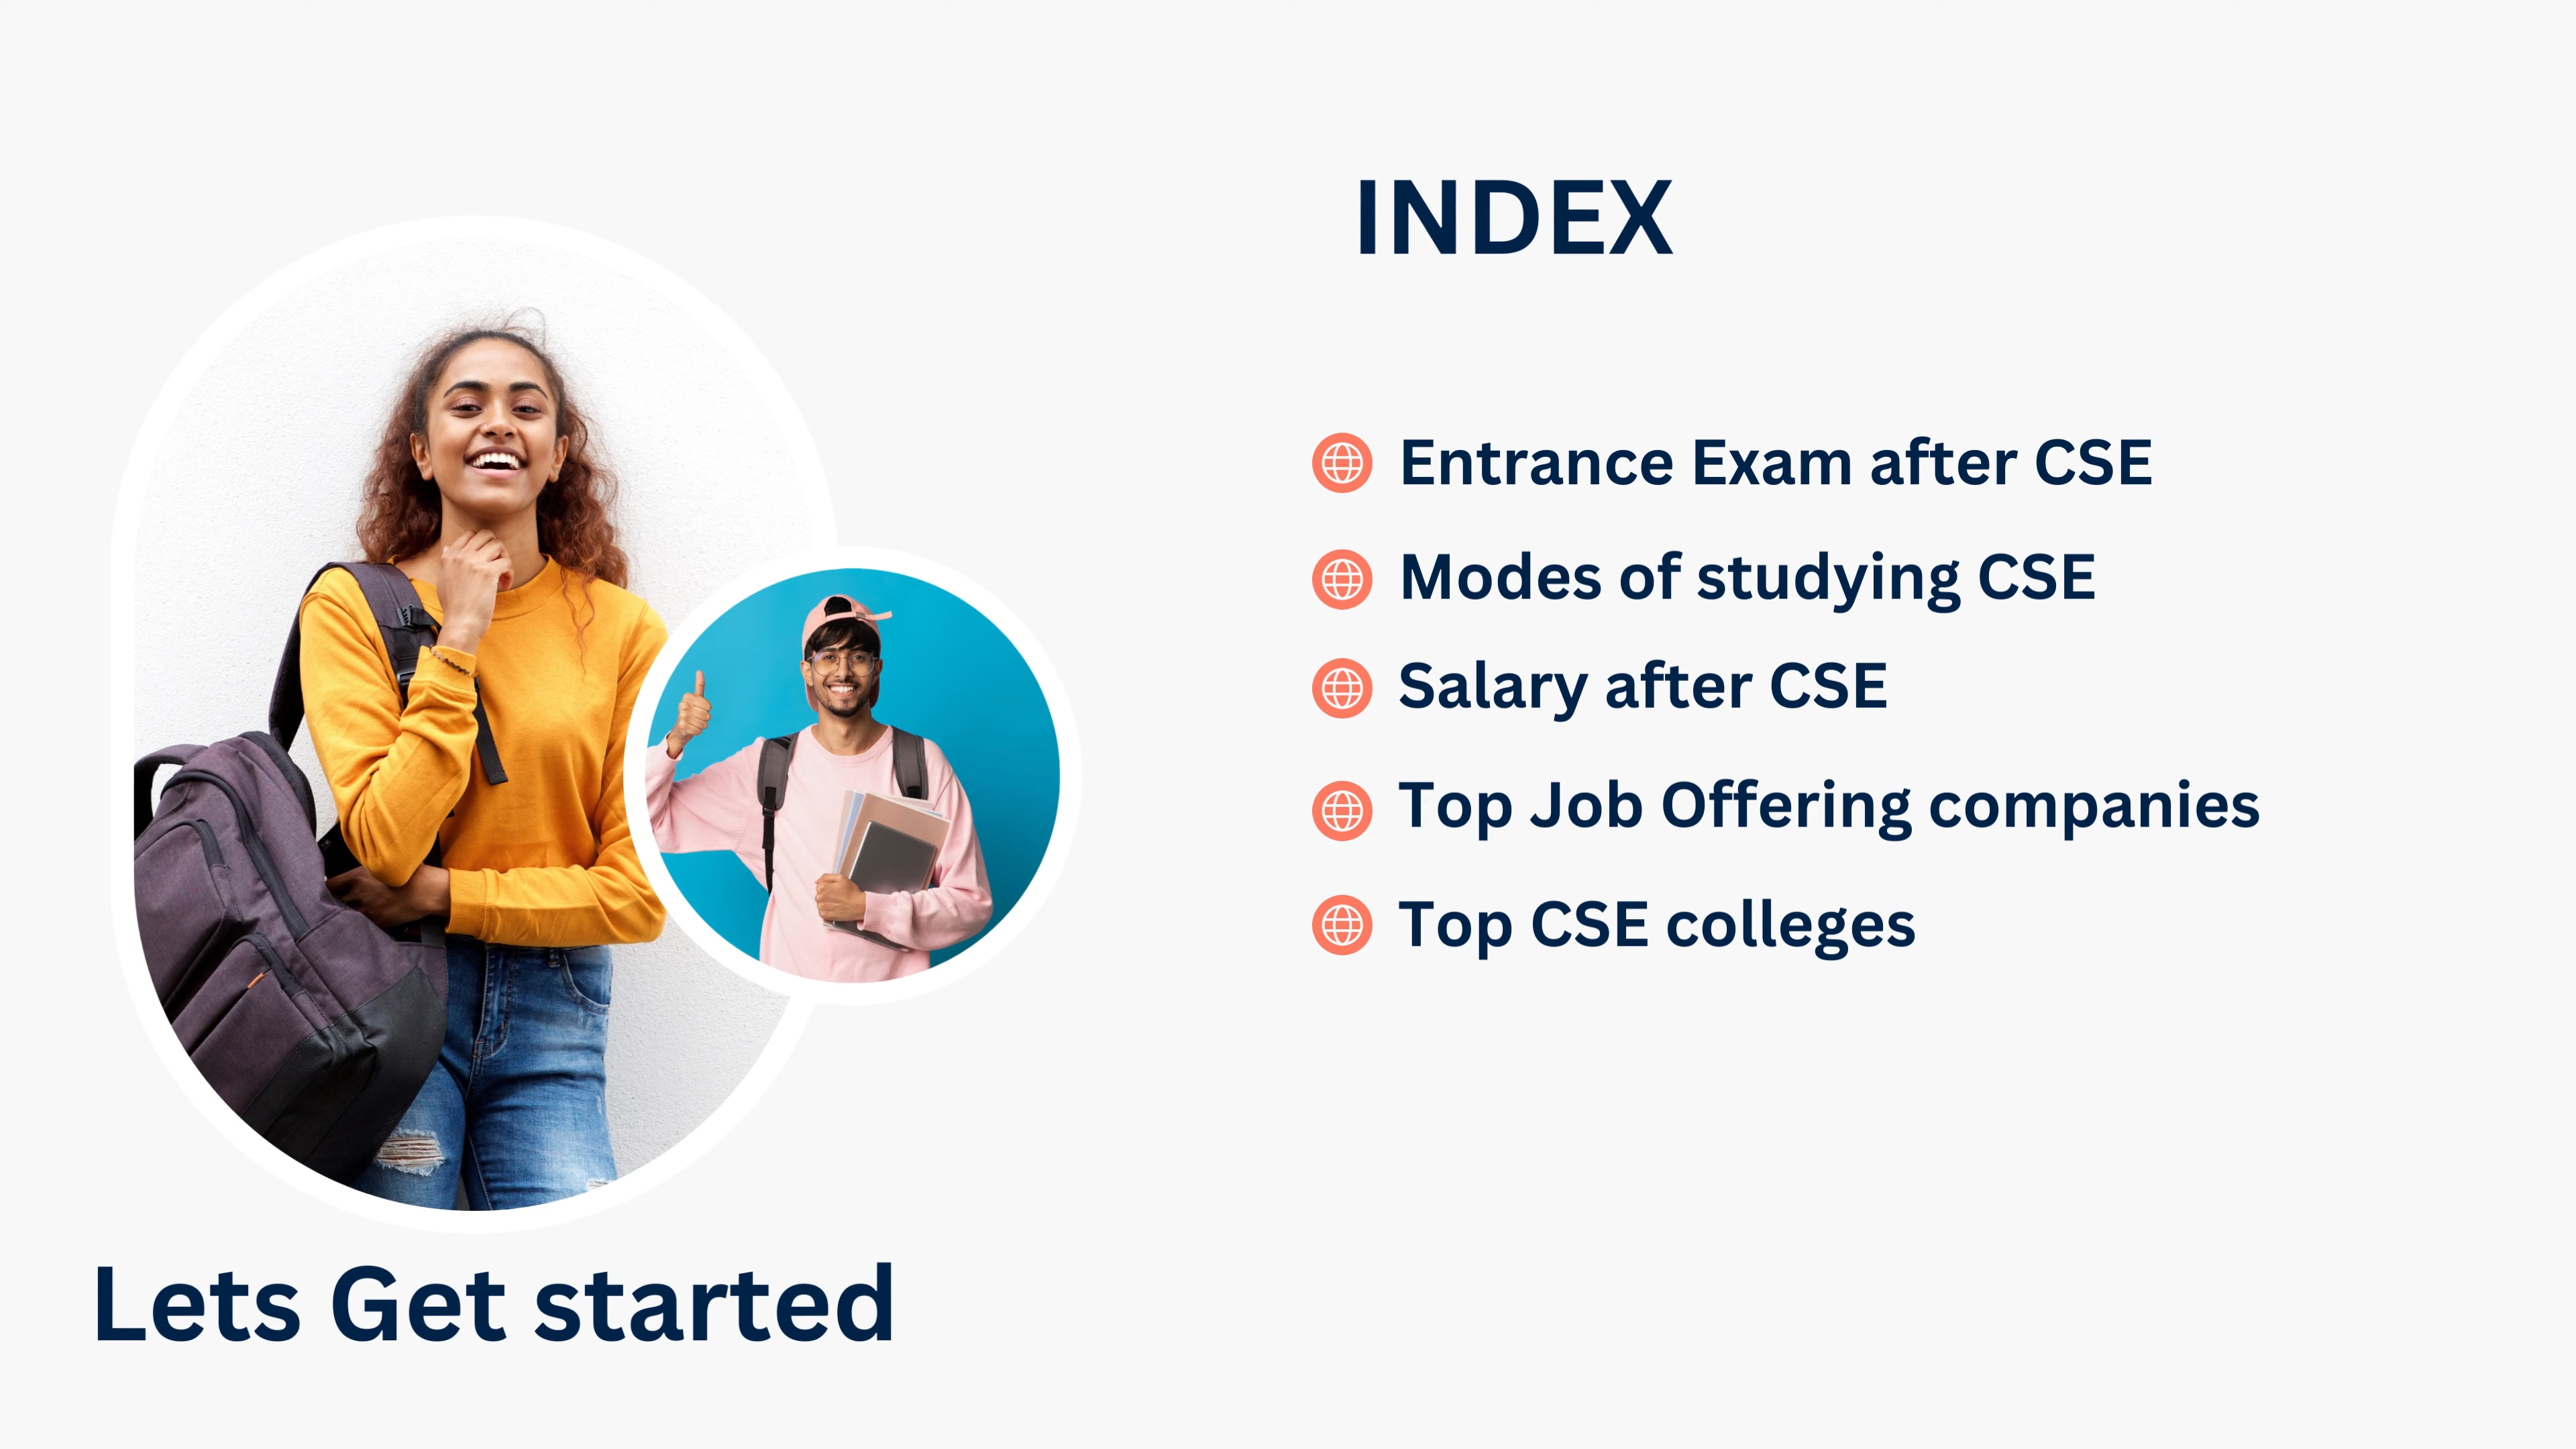 INDEX
Entrance Exam after CSE
Modes of studying CSE
Salary after CSE
Top Job Offering companies
Top CSE colleges
Lets Get started